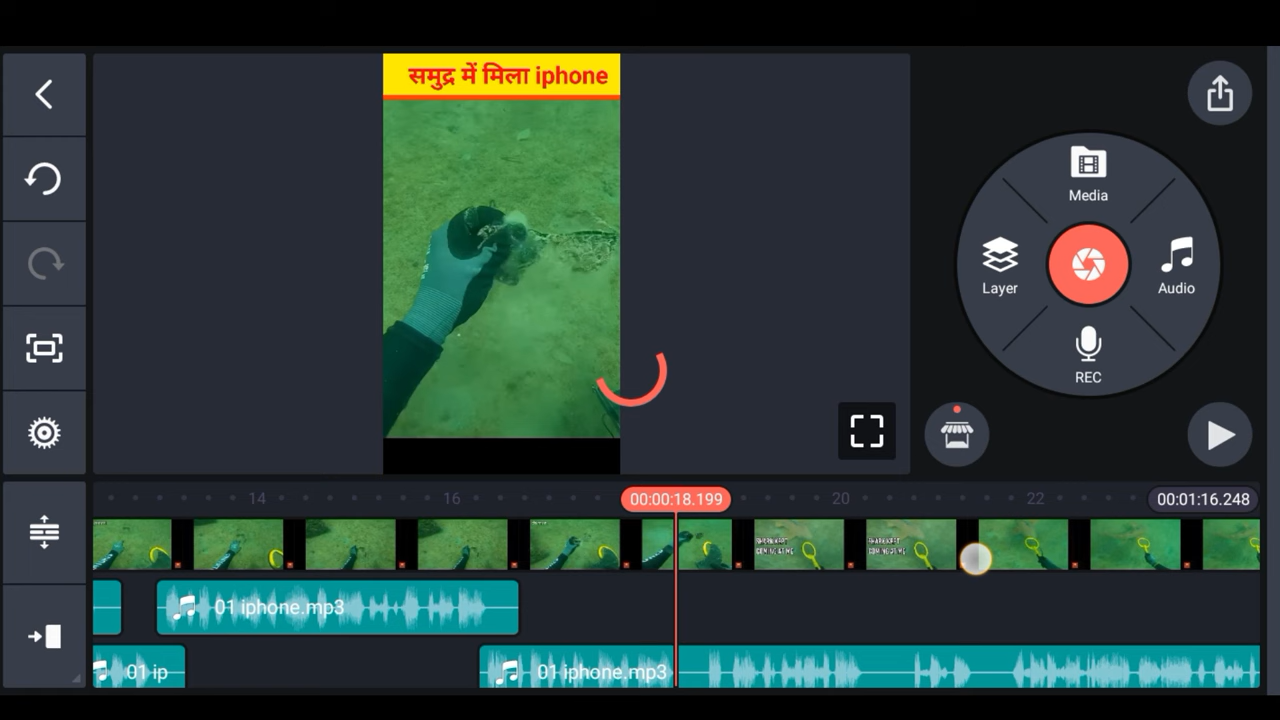 समुद्र में मिला iphone
Media
Layer
Audio
REC
14
16
00:00:18.199
20
22
00:01:16.248
01 iphone.mp3
01 ip
01 iphone.mp3